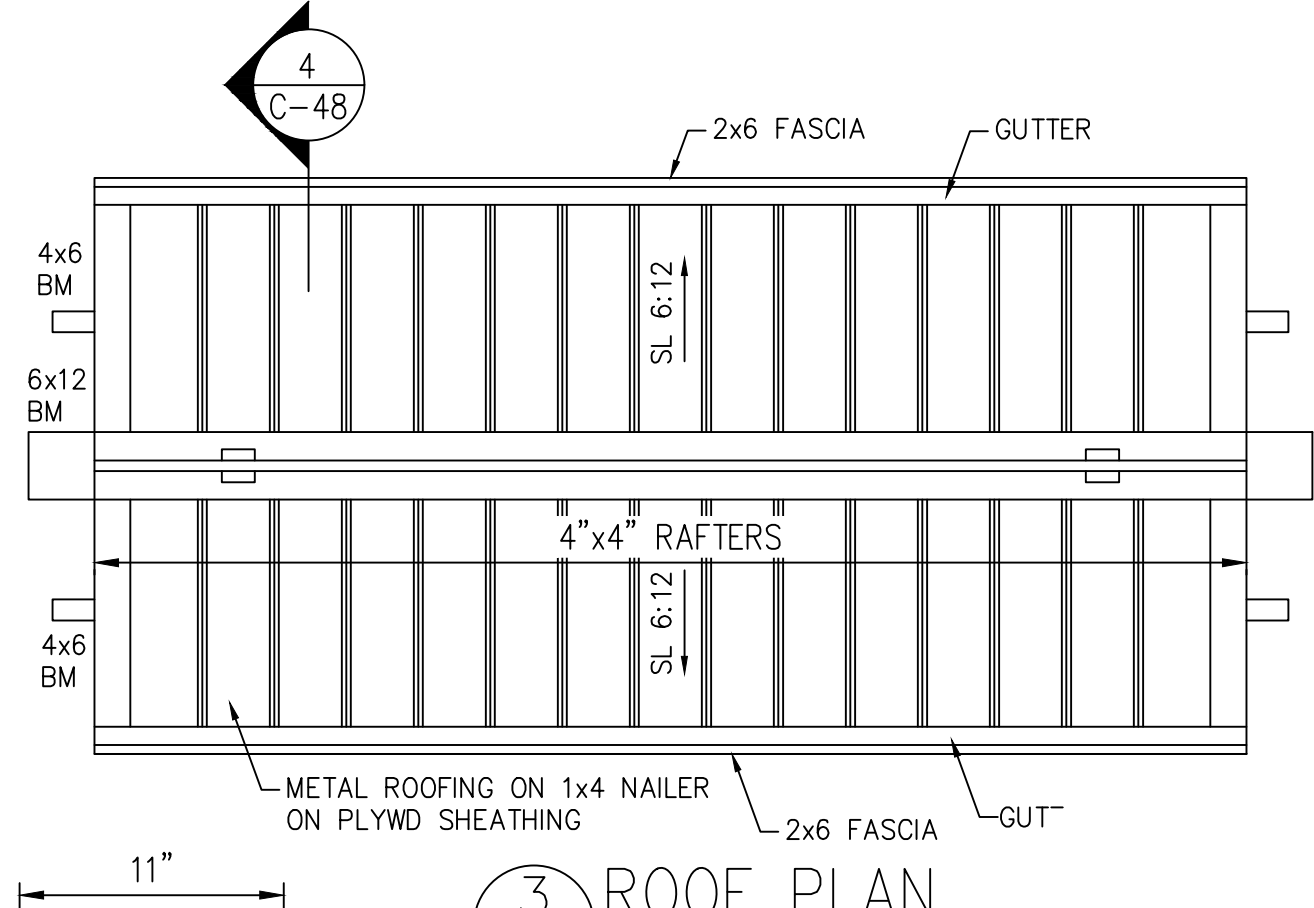 4
C-48
2x6 FASCIA
GUTTER
4x6
BM
SL 6:12
6x12
BM
4"x4" RAFTERS
SL 6:12
4x6
BM
METAL ROOFING ON 1x4 NAILER
ON PLYWD SHEATHING
2x6 FASCIA
11"
3
ROOF PLAN